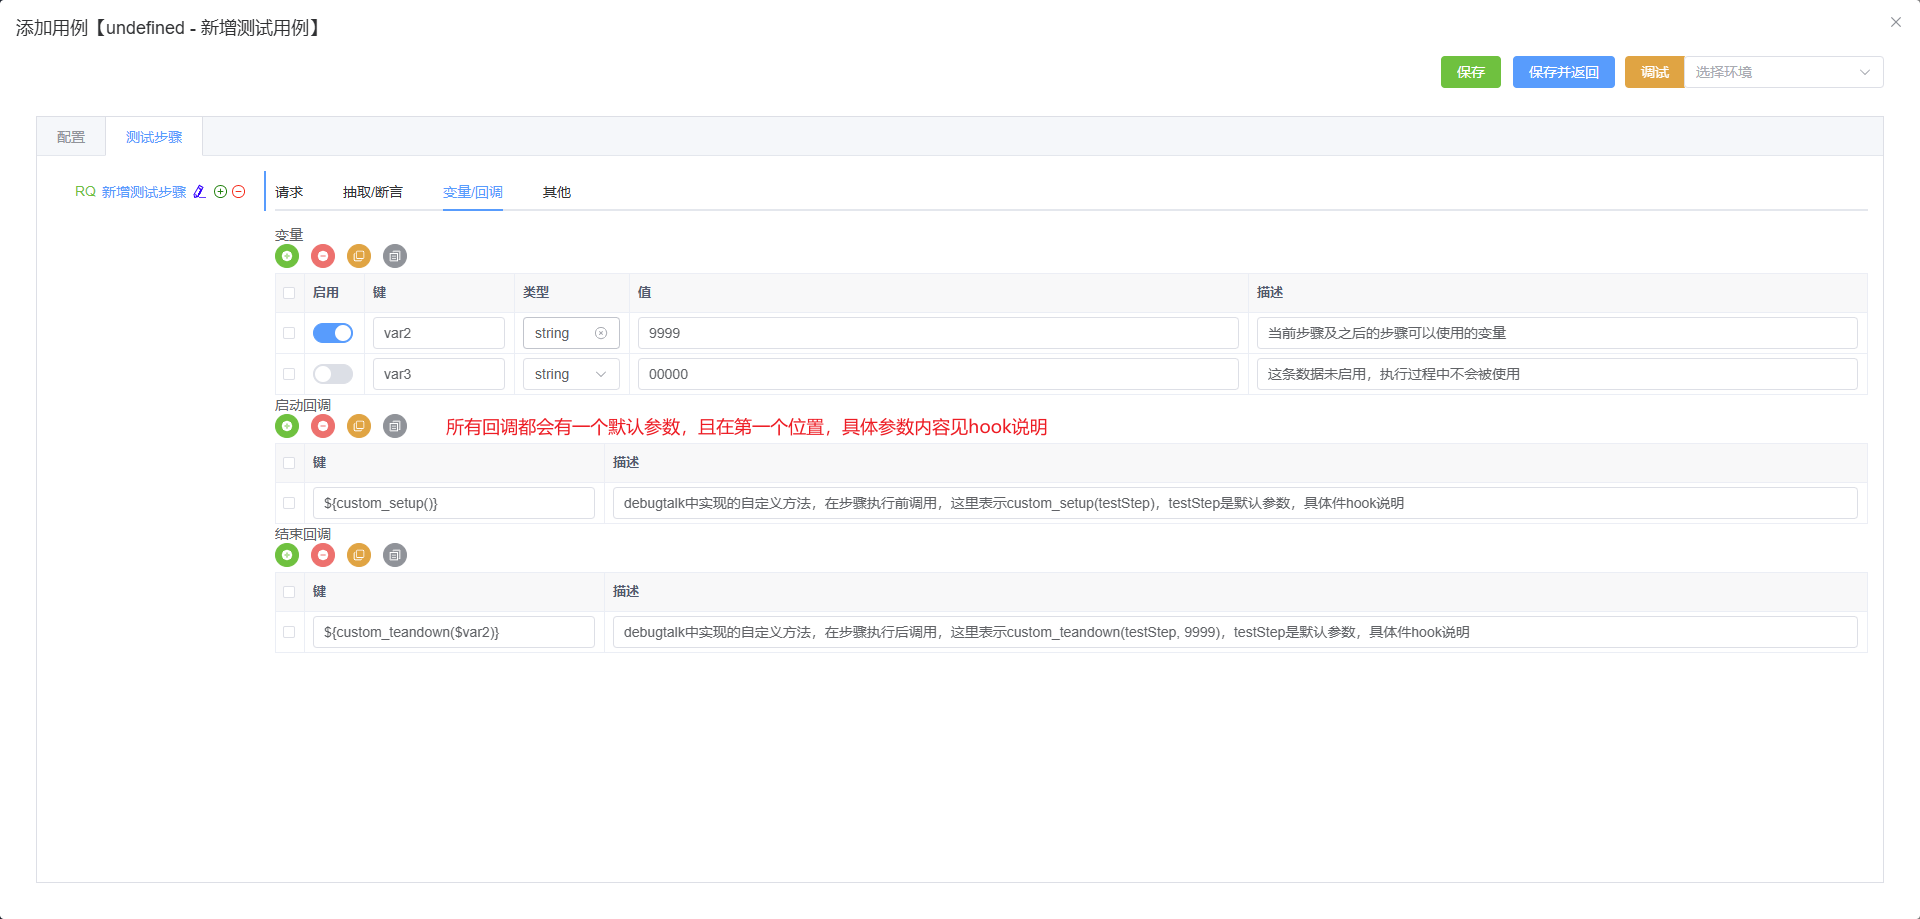 添加用例【undefined - 新增测试用例】
保存 保存并返回 调试 选择环境
配置 测试步骤
RQ 新增测试步骤 请求 抽取/断言 变量/回调 其他
变量
启用 键 类型 值 描述
var2 string 9999 当前步骤及之后的步骤可以使用的变量
var3 string 00000 这条数据未启用，执行过程中不会被使用
启动回调
所有回调都会有一个默认参数，且在第一个位置，具体参数内容见hook说明
键 描述
${custom_setup()} debugtalk中实现的自定义方法，在步骤执行前调用，这里表示custom_setup(testStep)，testStep是默认参数，具体件hook说明
结束回调
键 描述
${custom_teandown($var2)} debugtalk中实现的自定义方法，在步骤执行后调用，这里表示custom_teandown(testStep, 9999)，testStep是默认参数，具体件hook说明